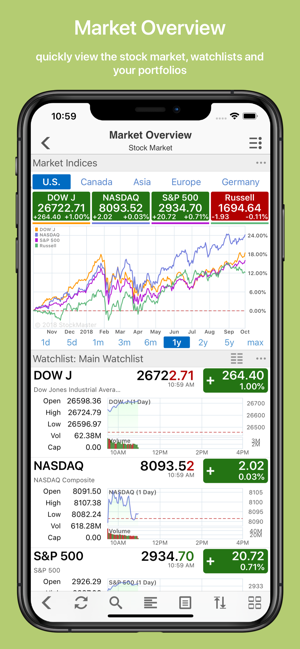 Market Overview
quickly view the stock market, watchlists and
your portfolios
10:59
Market Overview
Stock Market
Market Indices
U.S. Canada Asia Europe Germany
DOW J NASDAQ S&P 500 Russell
26722.71 8093.52 2934.70 1694.64
+264.40 +1.00% +2.02 +0.03% +20.72 +0.71% -1.93 -0.11%
DOW J
NASDAQ
S&P 500
Russell
24.00%
18.00%
12.00%
6.00%
0.00%
Nov Dec 2018 Feb Mar Apr May Jun Jul Aug Sep Oct
1d 5d 1m 3m 6m 1y 2y 5y max
Watchlist: Main Watchlist
DOW J 26722.71 + 264.40
10:59 AM 1.00%
Dow Jones Industrial Avera...
Open 26598.36
High 26724.79
Low 26596.97
Vol 62.38M
Cap 0.00
DOW J (1 Day)
26700
26600
26500
Volume
10AM 12PM 2PM 4PM
NASDAQ 8093.52 + 2.02
10:59 AM 0.03%
NASDAQ Composite
Open 8091.50
High 8107.38
Low 8082.24
Vol 618.28M
Cap 0.00
NASDAQ (1 Day)
8105
8098
8090
Volume
10AM 12PM 2PM 4PM
S&P 500 2934.70 + 20.72
10:59 AM 0.71%
S&P 500
Open 2926.29
S&P 500 (1 Day)
2933